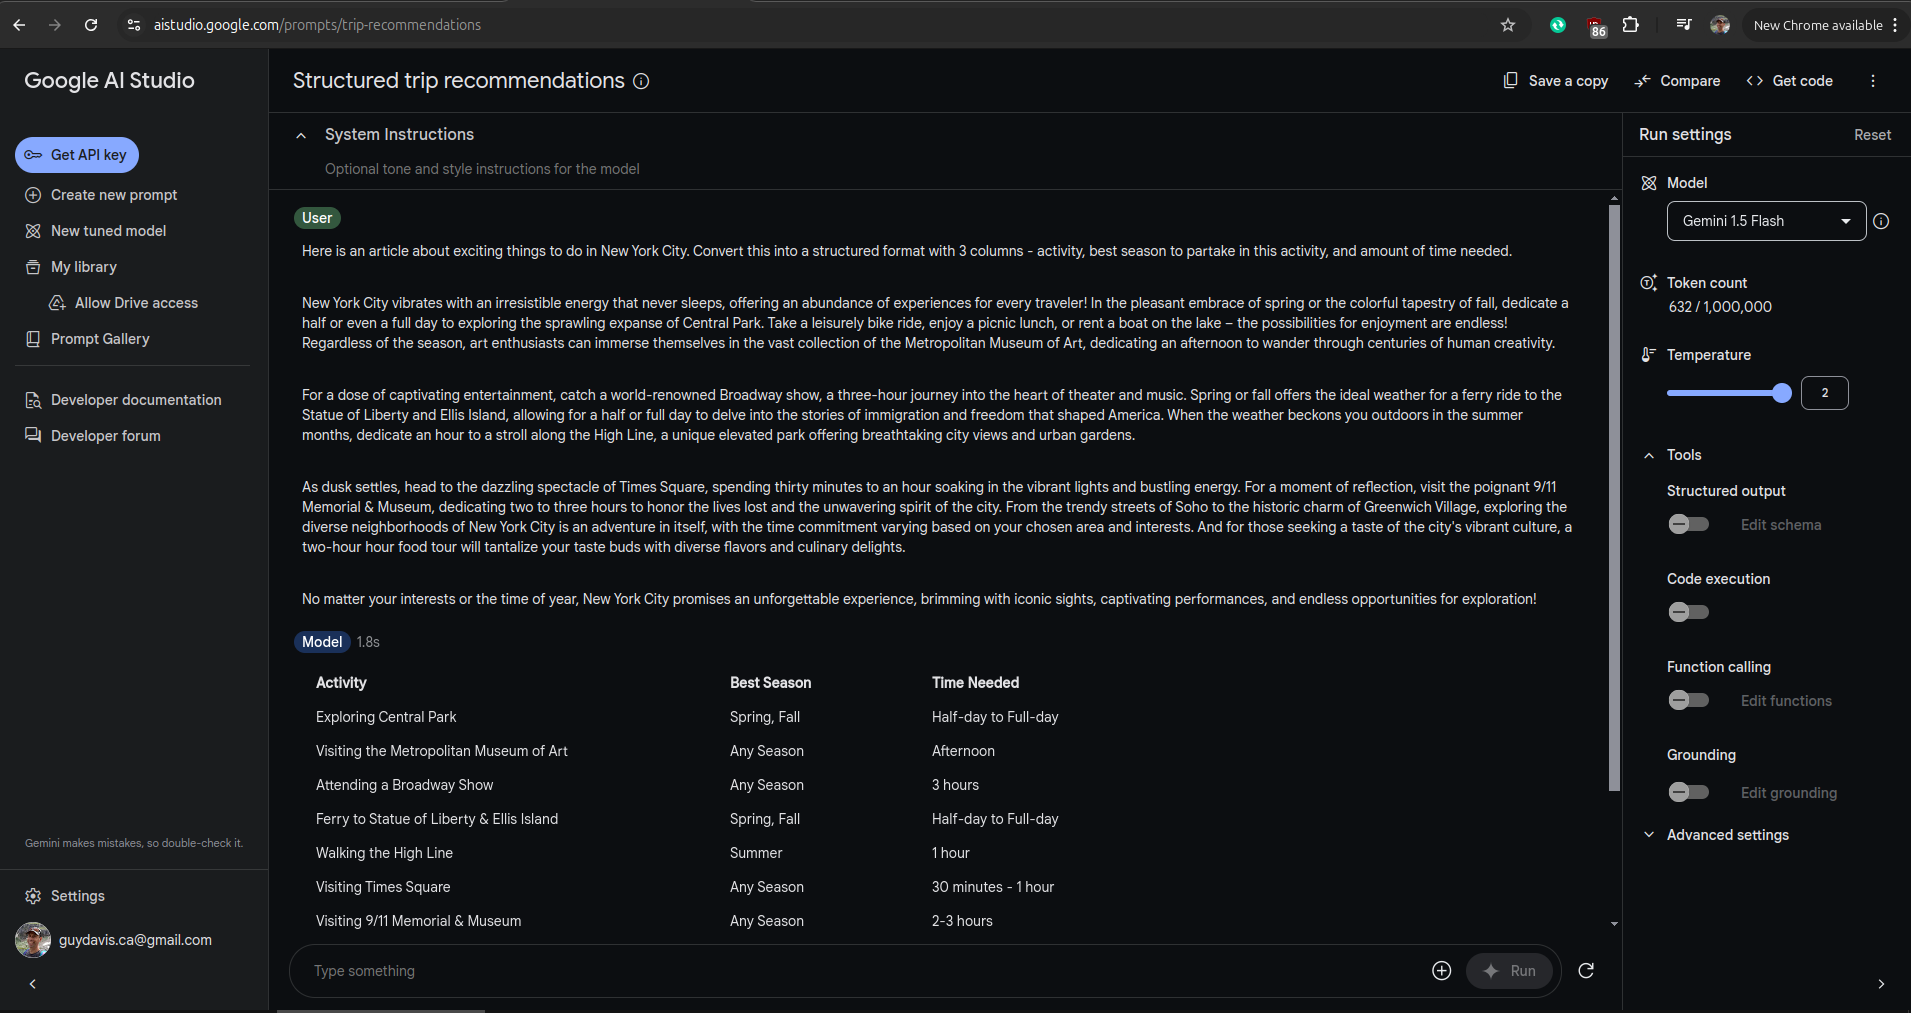 aistudio.google.com/prompts/trip-recommendations
86
New Chrome available
Google AI Studio
Get API key
Create new prompt
New tuned model
My library
Allow Drive access
Prompt Gallery
Developer documentation
Developer forum
Gemini makes mistakes, so double-check it.
Settings
guydavis.ca@gmail.com
Structured trip recommendations
Save a copy
Compare
Get code
System Instructions
Optional tone and style instructions for the model
User
Here is an article about exciting things to do in New York City. Convert this into a structured format with 3 columns - activity, best season to partake in this activity, and amount of time needed.
New York City vibrates with an irresistible energy that never sleeps, offering an abundance of experiences for every traveler! In the pleasant embrace of spring or the colorful tapestry of fall, dedicate a
half or even a full day to exploring the sprawling expanse of Central Park. Take a leisurely bike ride, enjoy a picnic lunch, or rent a boat on the lake – the possibilities for enjoyment are endless!
Regardless of the season, art enthusiasts can immerse themselves in the vast collection of the Metropolitan Museum of Art, dedicating an afternoon to wander through centuries of human creativity.
For a dose of captivating entertainment, catch a world-renowned Broadway show, a three-hour journey into the heart of theater and music. Spring or fall offers the ideal weather for a ferry ride to the
Statue of Liberty and Ellis Island, allowing for a half or full day to delve into the stories of immigration and freedom that shaped America. When the weather beckons you outdoors in the summer
months, dedicate an hour to a stroll along the High Line, a unique elevated park offering breathtaking city views and urban gardens.
As dusk settles, head to the dazzling spectacle of Times Square, spending thirty minutes to an hour soaking in the vibrant lights and bustling energy. For a moment of reflection, visit the poignant 9/11
Memorial & Museum, dedicating two to three hours to honor the lives lost and the unwavering spirit of the city. From the trendy streets of Soho to the historic charm of Greenwich Village, exploring the
diverse neighborhoods of New York City is an adventure in itself, with the time commitment varying based on your chosen area and interests. And for those seeking a taste of the city's vibrant culture, a
two-hour hour food tour will tantalize your taste buds with diverse flavors and culinary delights.
No matter your interests or the time of year, New York City promises an unforgettable experience, brimming with iconic sights, captivating performances, and endless opportunities for exploration!
Model 1.8s
Activity Best Season Time Needed
Exploring Central Park Spring, Fall Half-day to Full-day
Visiting the Metropolitan Museum of Art Any Season Afternoon
Attending a Broadway Show Any Season 3 hours
Ferry to Statue of Liberty & Ellis Island Spring, Fall Half-day to Full-day
Walking the High Line Summer 1 hour
Visiting Times Square Any Season 30 minutes - 1 hour
Visiting 9/11 Memorial & Museum Any Season 2-3 hours
Type something
Run
Run settings
Reset
Model
Gemini 1.5 Flash
Token count
632 / 1,000,000
Temperature
2
Tools
Structured output
Edit schema
Code execution
Function calling
Edit functions
Grounding
Edit grounding
Advanced settings